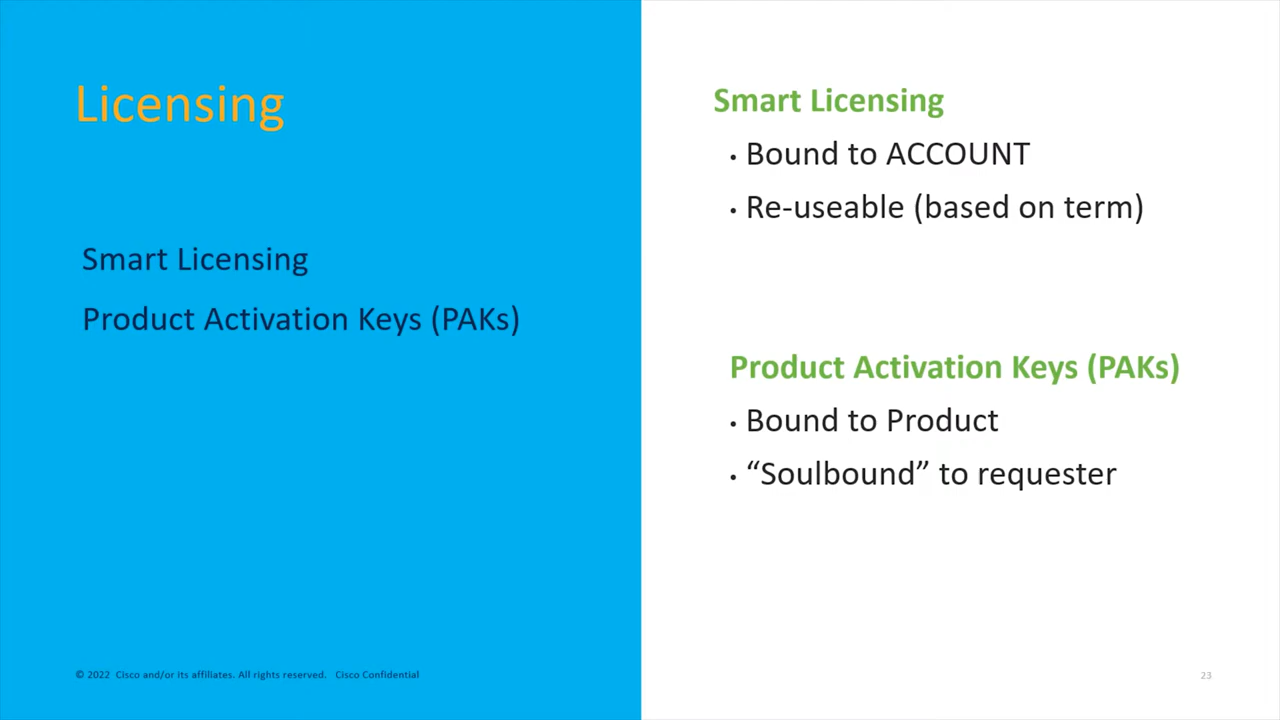 Licensing
Smart Licensing
Product Activation Keys (PAKs)
Smart Licensing
• Bound to ACCOUNT
• Re-useable (based on term)
Product Activation Keys (PAKs)
• Bound to Product
• “Soulbound” to requester
© 2022 Cisco and/or its affiliates. All rights reserved. Cisco Confidential
23